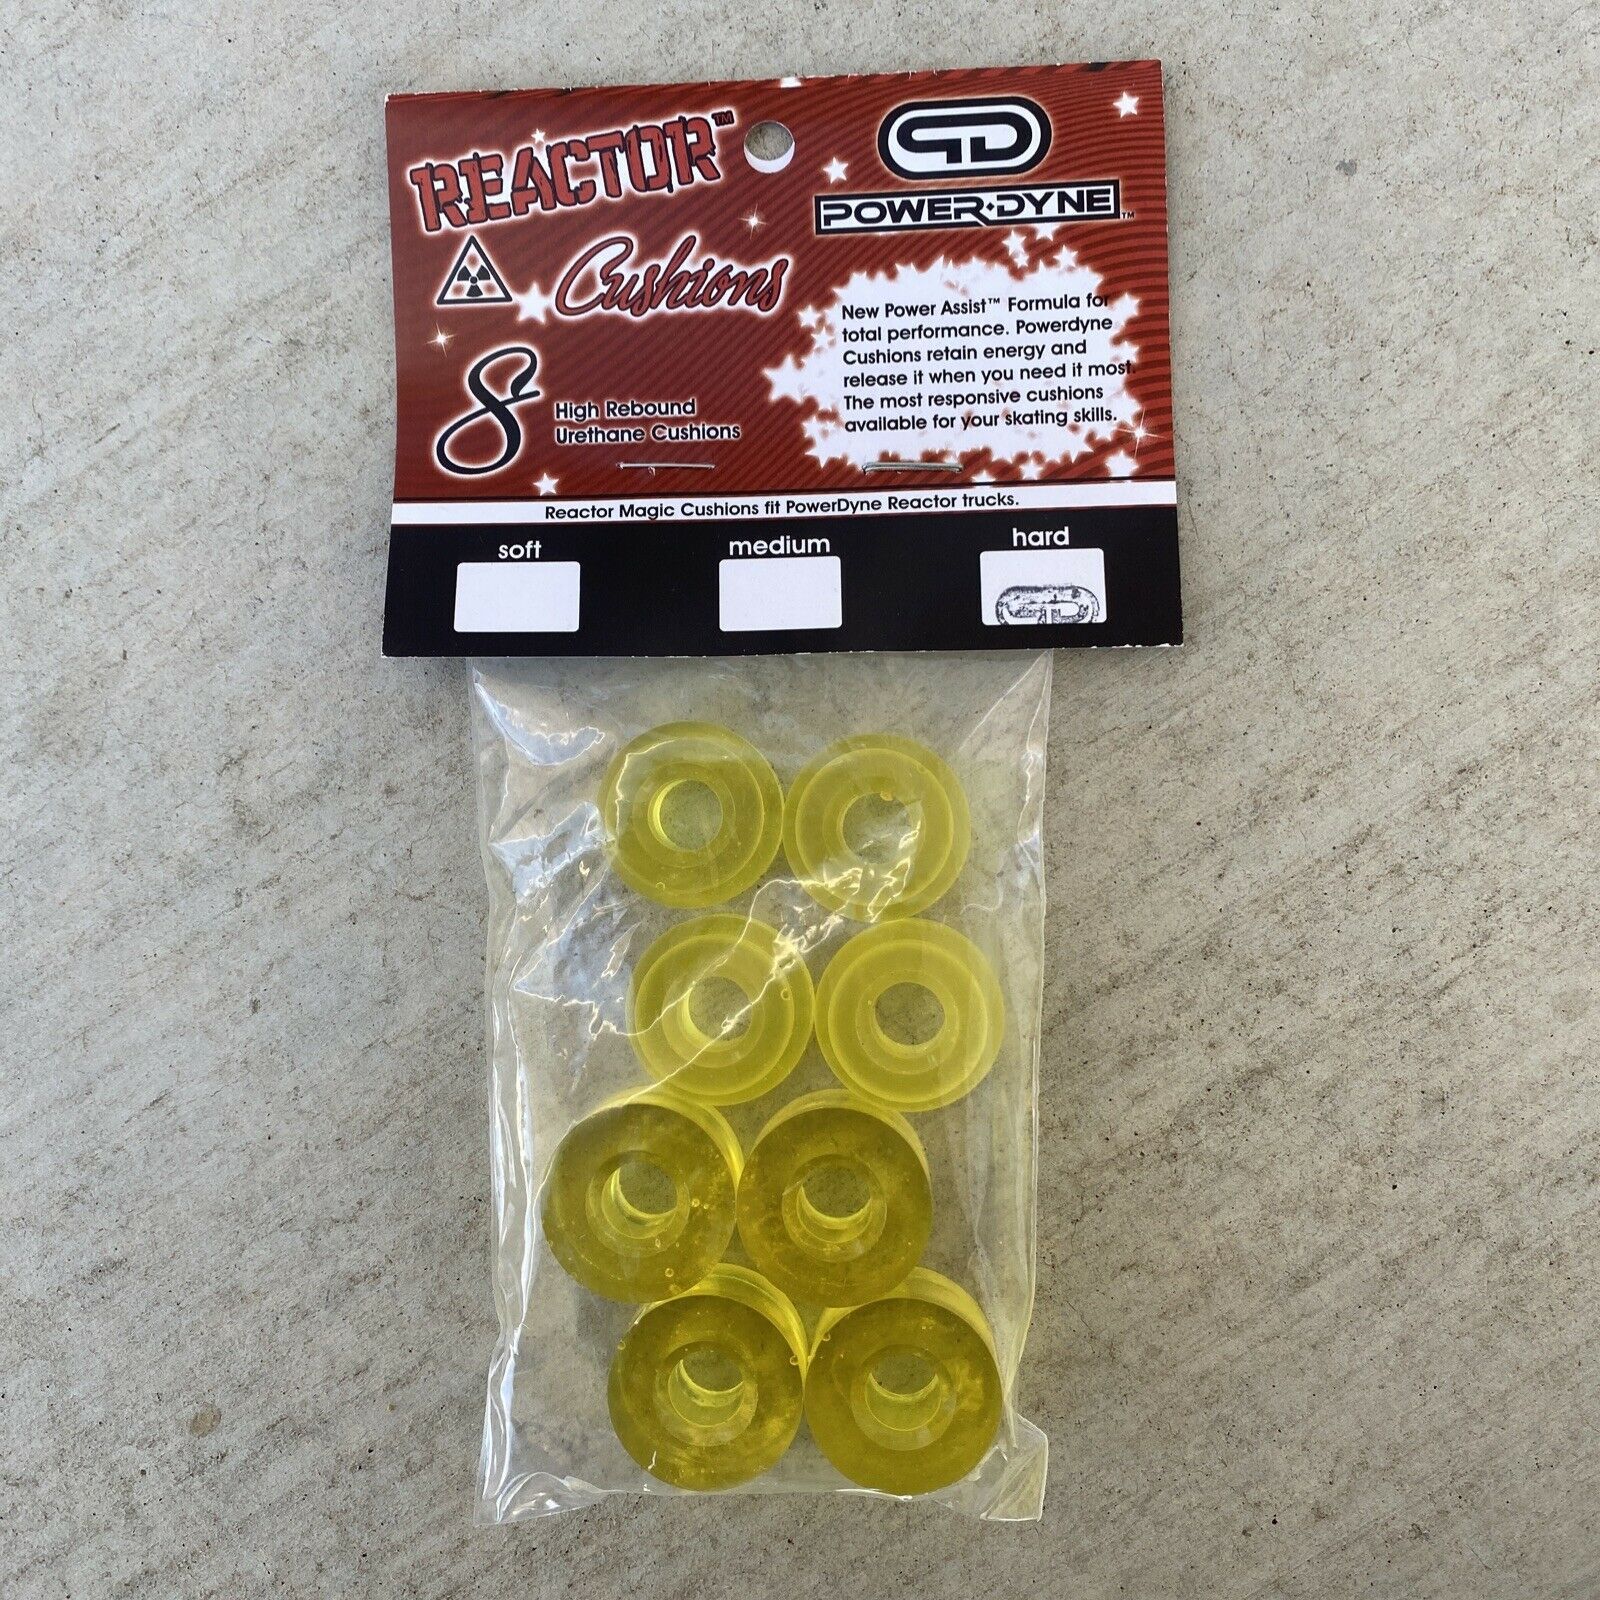 REACTOR™
Cushions
8
High Rebound
Urethane Cushions
PD
POWER-DYNE™
New Power Assist™ Formula for
total performance. Powerdyne
Cushions retain energy and
release it when you need it most.
The most responsive cushions
available for your skating skills.
Reactor Magic Cushions fit PowerDyne Reactor trucks.
soft
medium
hard
PD